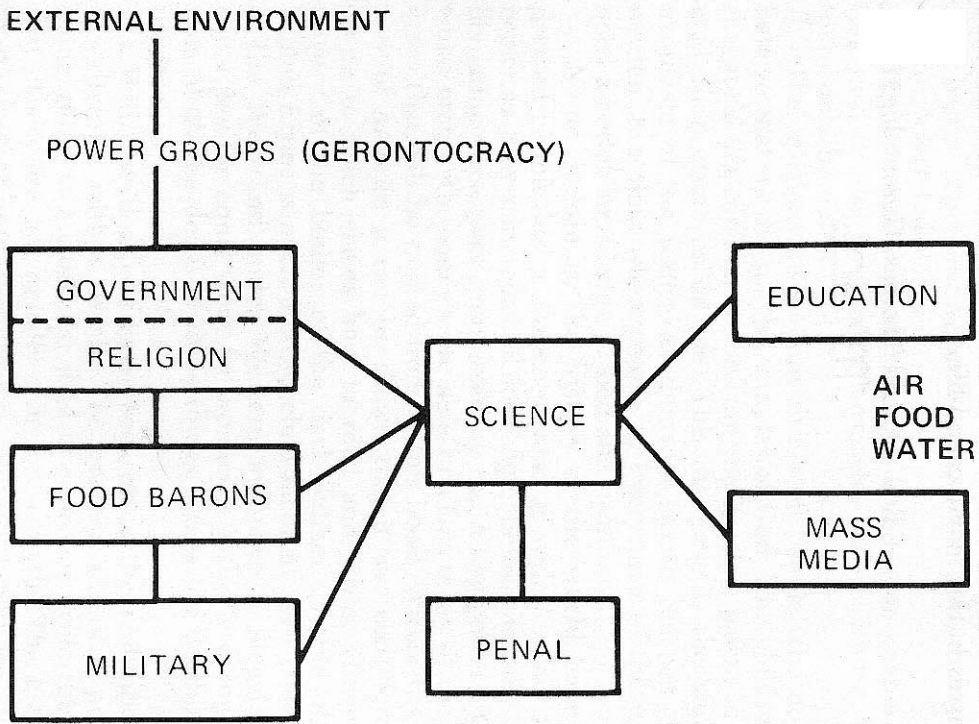 EXTERNAL ENVIRONMENT
POWER GROUPS (GERONTOCRACY)
GOVERNMENT
RELIGION
FOOD BARONS
MILITARY
SCIENCE
PENAL
EDUCATION
AIR
FOOD
WATER
MASS
MEDIA